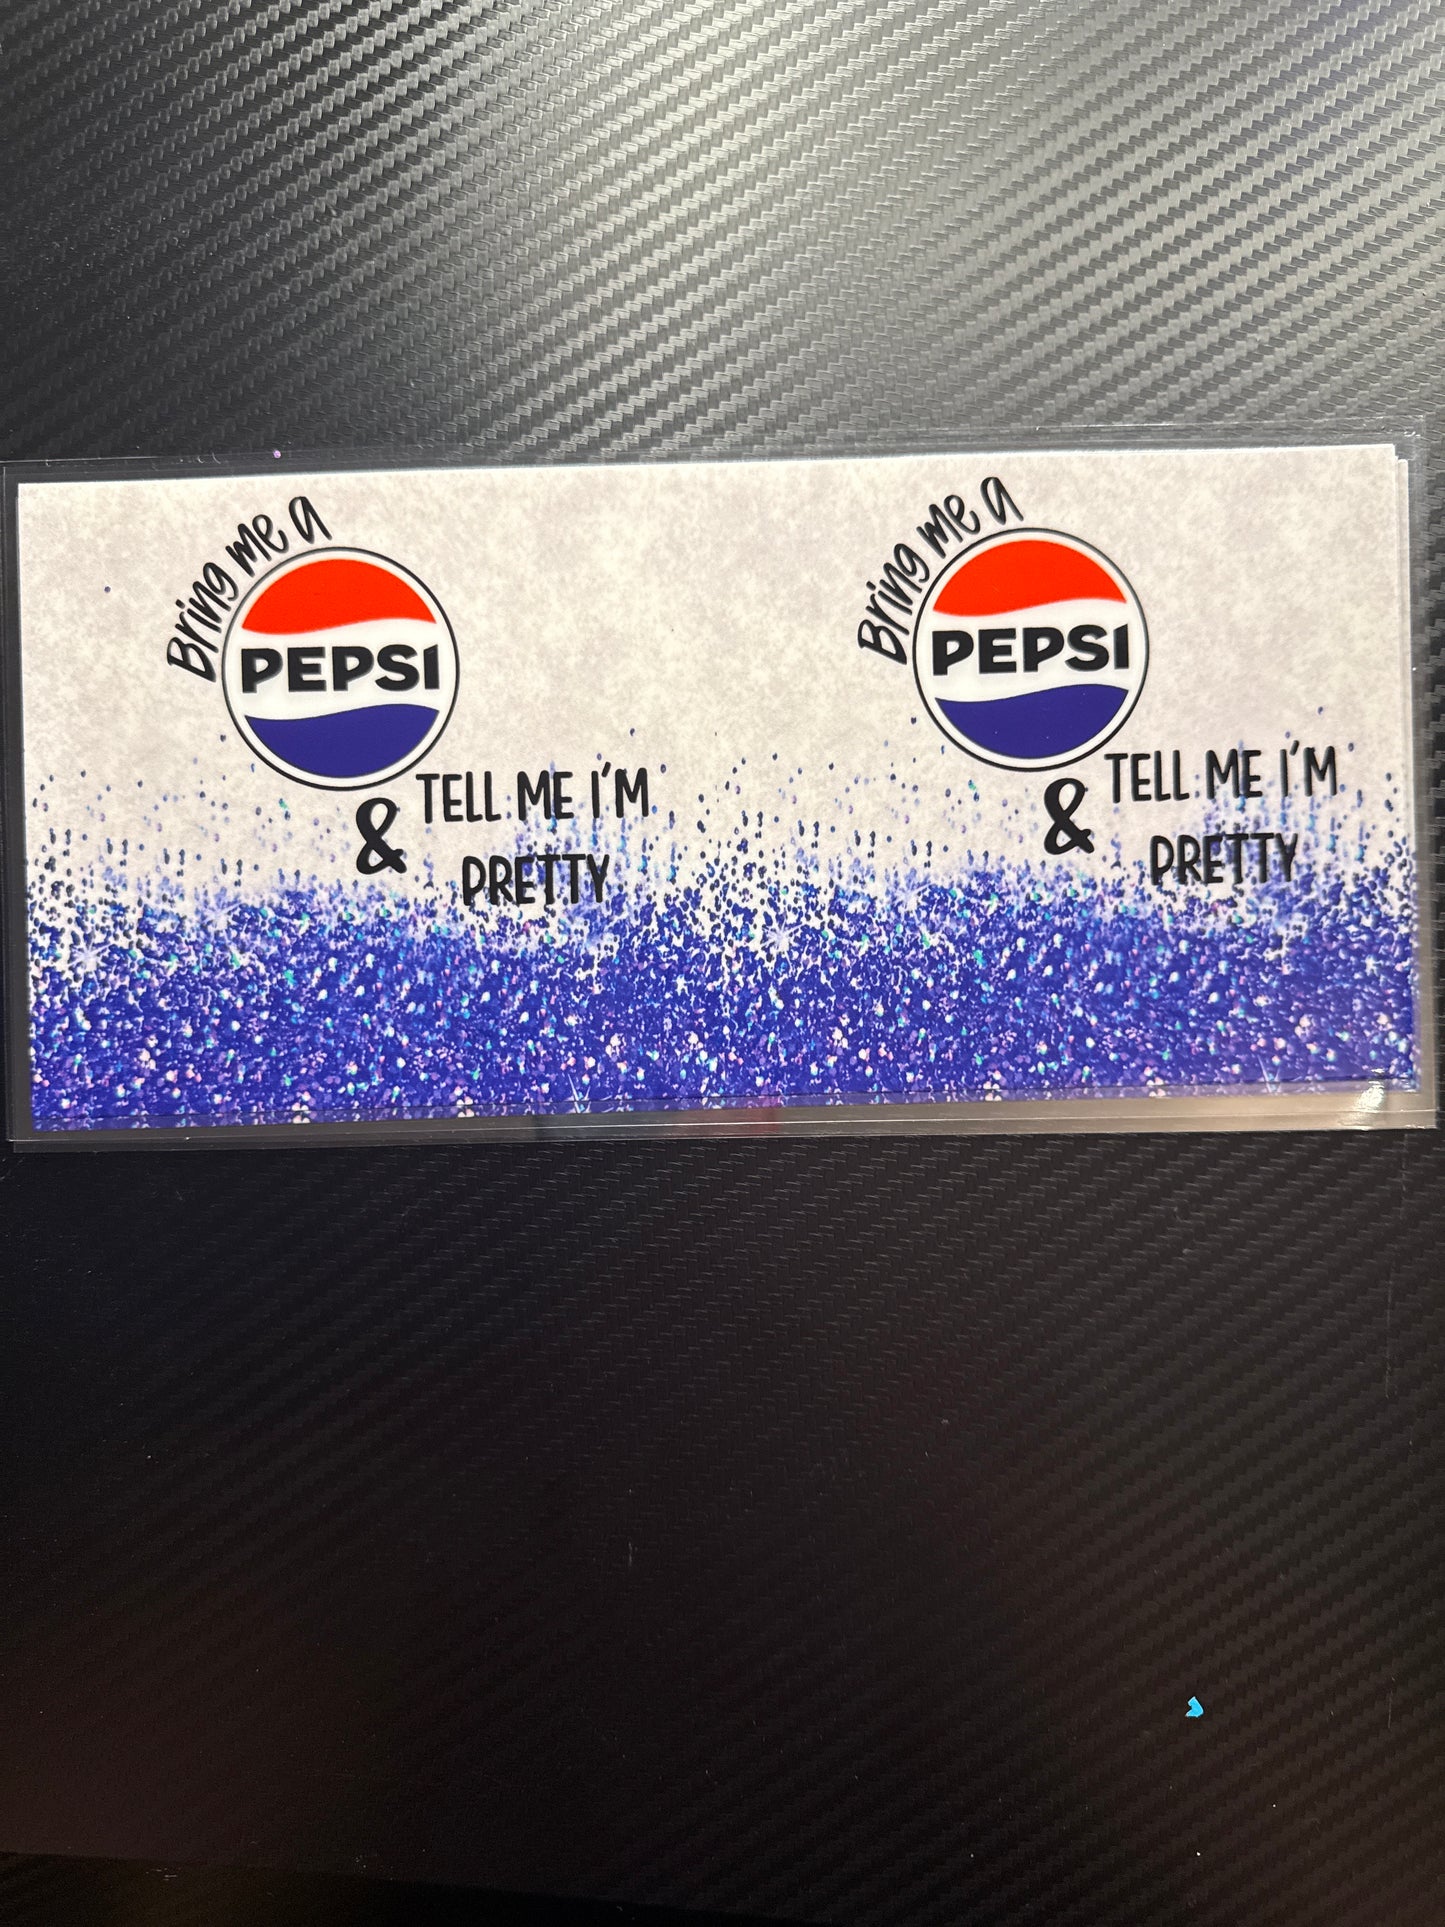 Bring me a
PEPSI
& TELL ME I'M
PRETTY
Bring me a
PEPSI
& TELL ME I'M
PRETTY